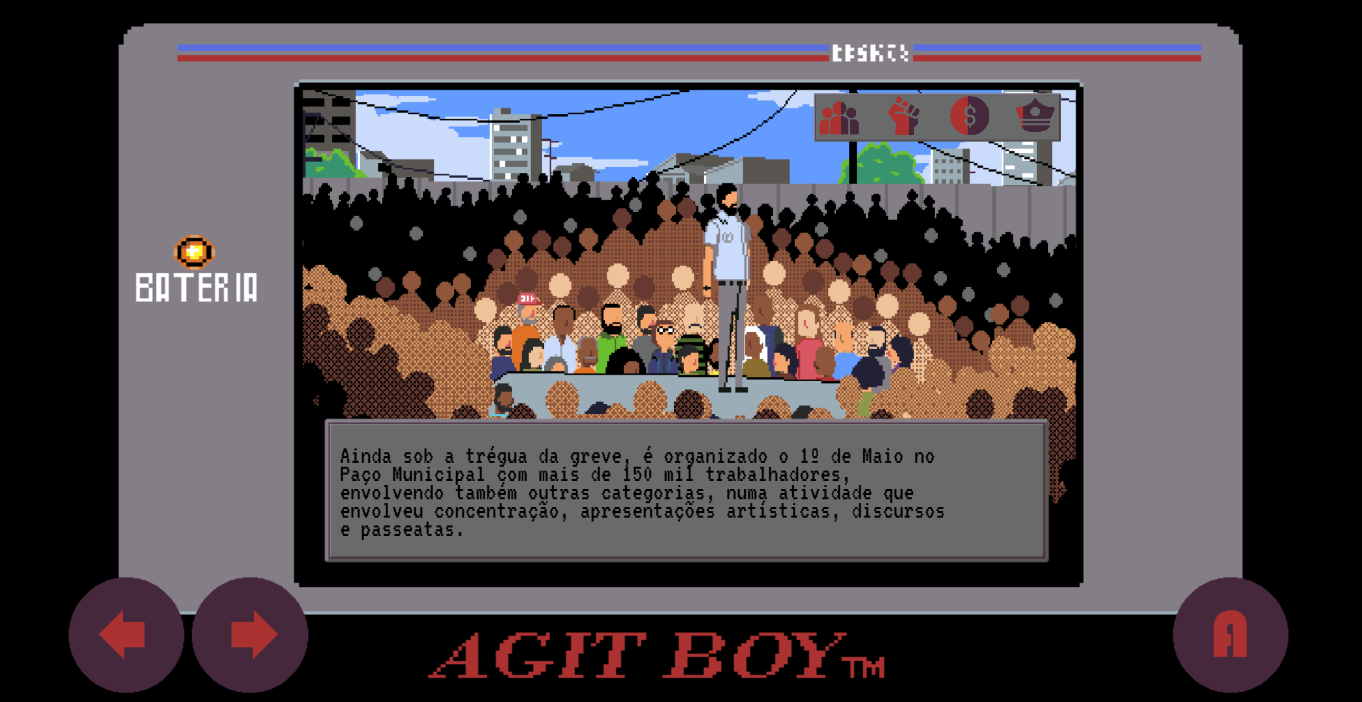 BATERIA
$
Ainda sob a trégua da greve, é organizado o 1º de Maio no
Paço Municipal com mais de 150 mil trabalhadores,
envolvendo também outras categorias, numa atividade que
envolveu concentração, apresentações artísticas, discursos
e passeatas.
A
AGIT BOY™